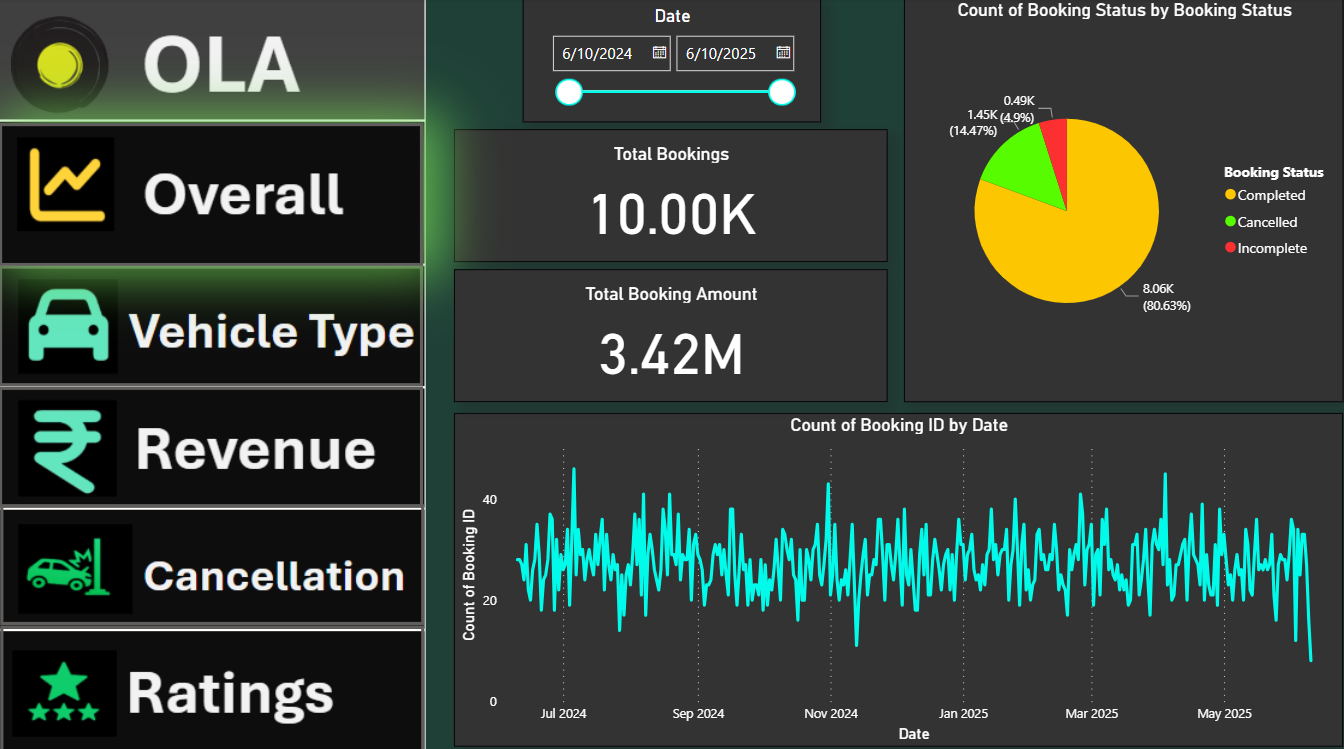 OLA
Overall
Vehicle Type
Revenue
Cancellation
Ratings
Date
6/10/2024
6/10/2025
Total Bookings
10.00K
Total Booking Amount
3.42M
Count of Booking Status by Booking Status
0.49K
(4.9%)
1.45K
(14.47%)
8.06K
(80.63%)
Booking Status
Completed
Cancelled
Incomplete
Count of Booking ID by Date
Count of Booking ID
40
20
0
Jul 2024
Sep 2024
Nov 2024
Jan 2025
Mar 2025
May 2025
Date